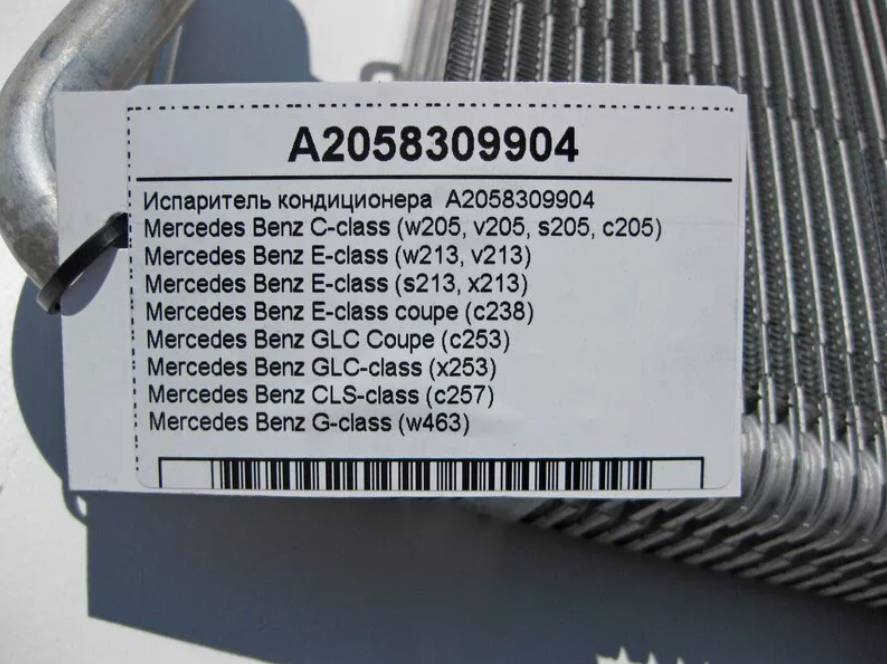 A2058309904
Испаритель кондиционера A2058309904
Mercedes Benz C-class (w205, v205, s205, c205)
Mercedes Benz E-class (w213, v213)
Mercedes Benz E-class (s213, x213)
Mercedes Benz E-class coupe (c238)
Mercedes Benz GLC Coupe (c253)
Mercedes Benz GLC-class (x253)
Mercedes Benz CLS-class (c257)
Mercedes Benz G-class (w463)